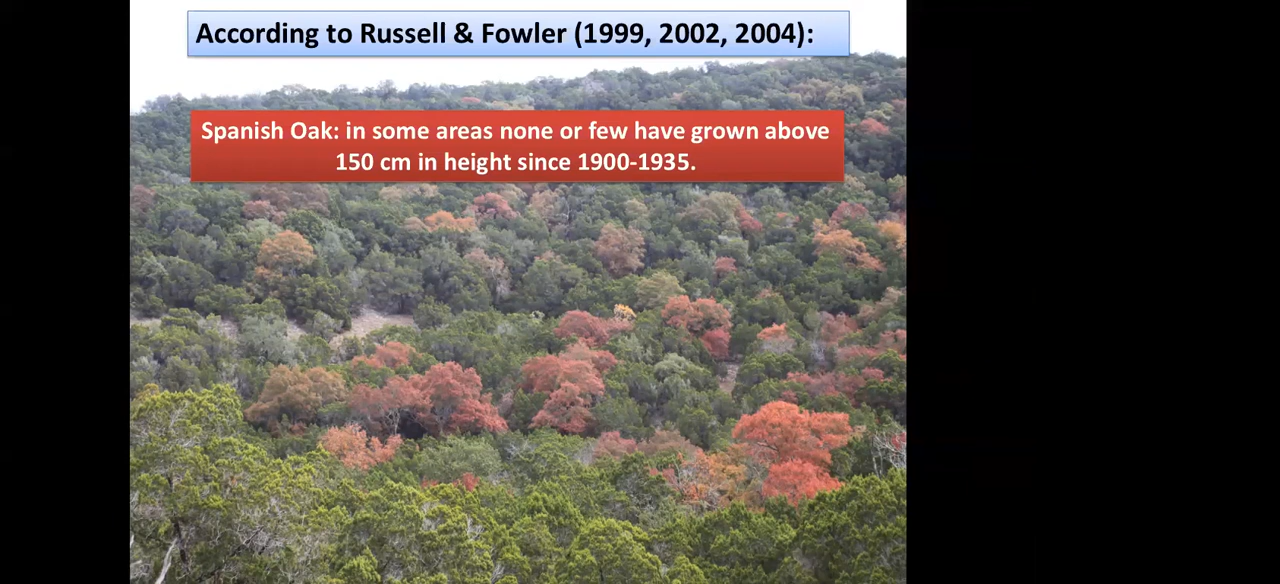 According to Russell & Fowler (1999, 2002, 2004):
Spanish Oak: in some areas none or few have grown above
150 cm in height since 1900-1935.